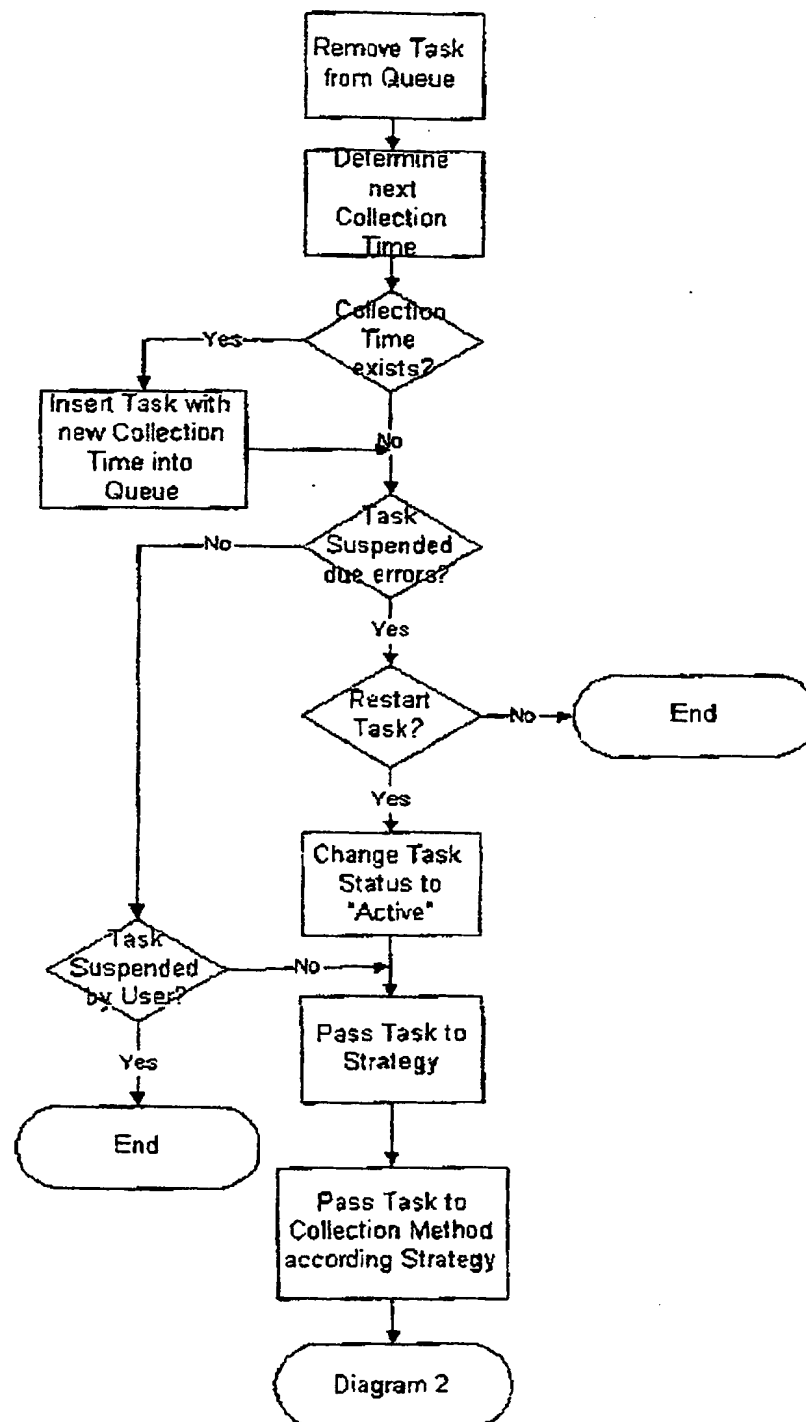 Remove Task
from Queue
Determine
next
Collection
Time
Collection
Time
exists?
Yes
Insert Task with
new Collection
Time into
Queue
No
Task
Suspended
due errors?
No
Yes
Restart
Task?
No
End
Yes
Change Task
Status to
"Active"
Task
Suspended
by User?
No
Yes
End
Pass Task to
Strategy
Pass Task to
Collection Method
according Strategy
Diagram 2